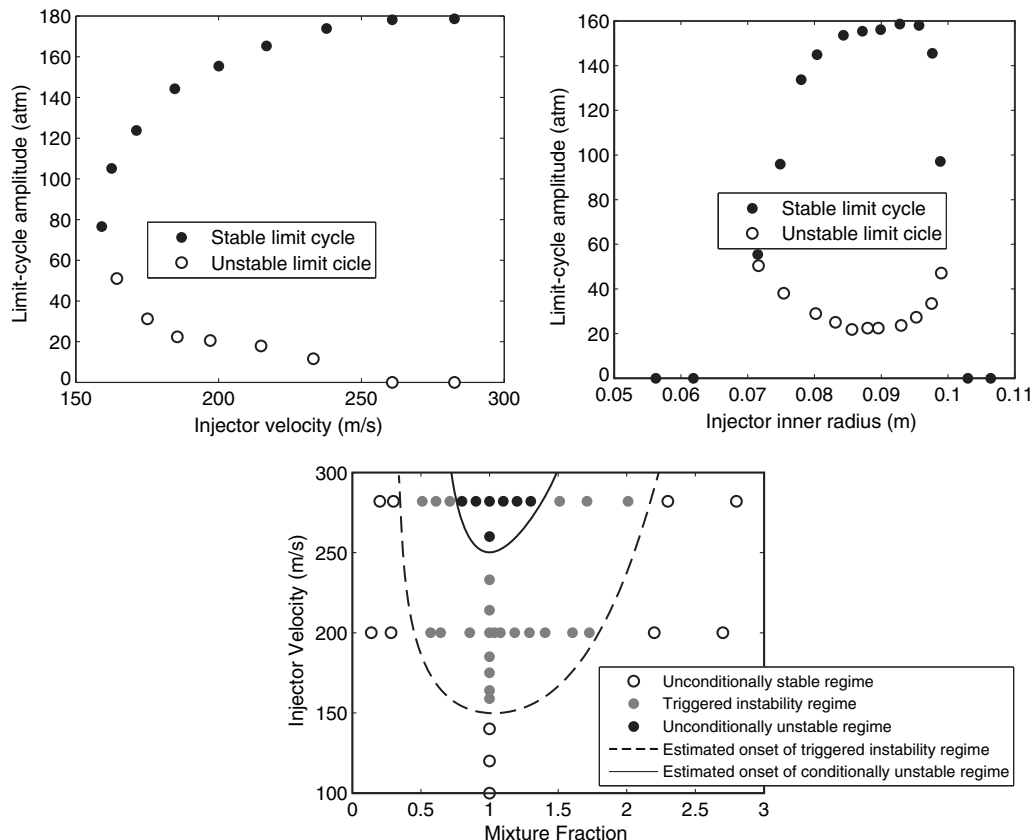 180
160
140
120
100
80
60
40
20
0
Limit-cycle amplitude (atm)
Stable limit cycle
Unstable limit cicle
150
200
250
300
Injector velocity (m/s)
160
140
120
100
80
60
40
20
0
Limit-cycle amplitude (atm)
Stable limit cycle
Unstable limit cicle
0.05
0.06
0.07
0.08
0.09
0.1
0.11
Injector inner radius (m)
300
250
200
150
100
Injector Velocity (m/s)
0
0.5
1
1.5
2
2.5
3
Mixture Fraction
Unconditionally stable regime
Triggered instability regime
Unconditionally unstable regime
Estimated onset of triggered instability regime
Estimated onset of conditionally unstable regime